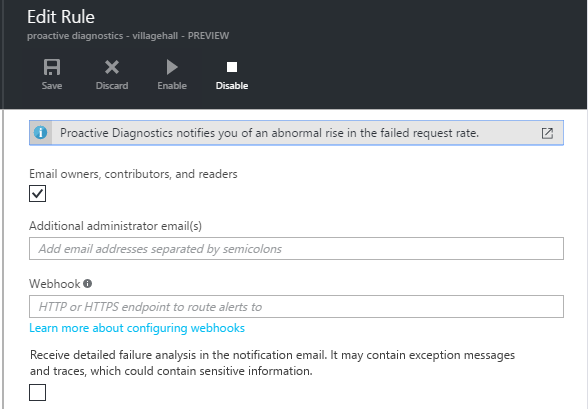 Edit Rule
proactive diagnostics - villagehall - PREVIEW
Save Discard Enable Disable
Proactive Diagnostics notifies you of an abnormal rise in the failed request rate.
Email owners, contributors, and readers
Additional administrator email(s)
Add email addresses separated by semicolons
Webhook
HTTP or HTTPS endpoint to route alerts to
Learn more about configuring webhooks
Receive detailed failure analysis in the notification email. It may contain exception messages
and traces, which could contain sensitive information.